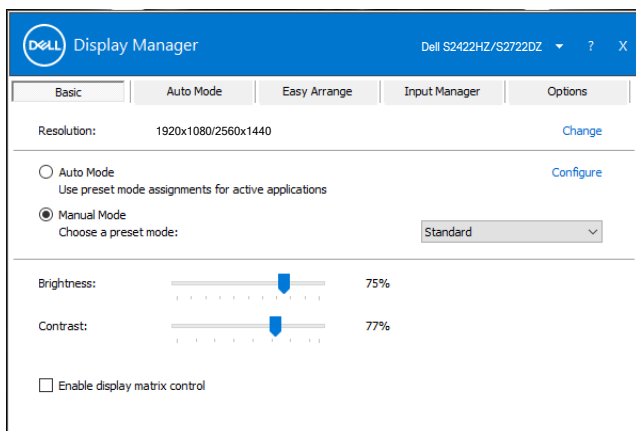 DELL Display Manager Dell S2422HZ/S2722DZ ? X
Basic Auto Mode Easy Arrange Input Manager Options
Resolution: 1920x1080/2560x1440 Change
Auto Mode Configure
Use preset mode assignments for active applications
Manual Mode
Choose a preset mode: Standard
Brightness: 75%
Contrast: 77%
Enable display matrix control